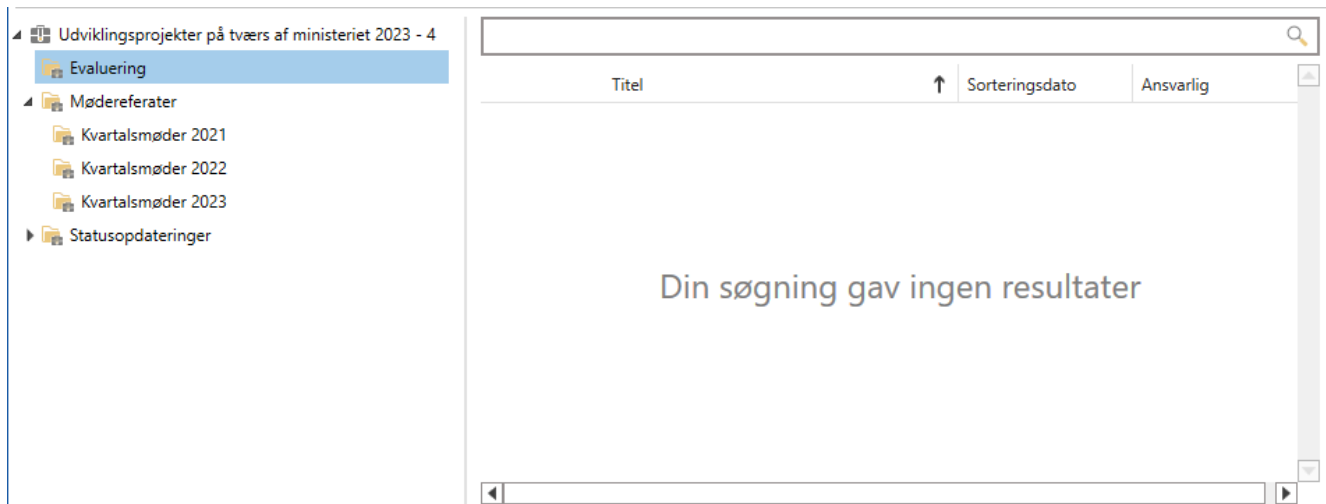 Udviklingsprojekter på tværs af ministeriet 2023 - 4
Evaluering
Mødereferater
Kvartalsmøder 2021
Kvartalsmøder 2022
Kvartalsmøder 2023
Statusopdateringer
Titel Sorteringsdato Ansvarlig
Din søgning gav ingen resultater